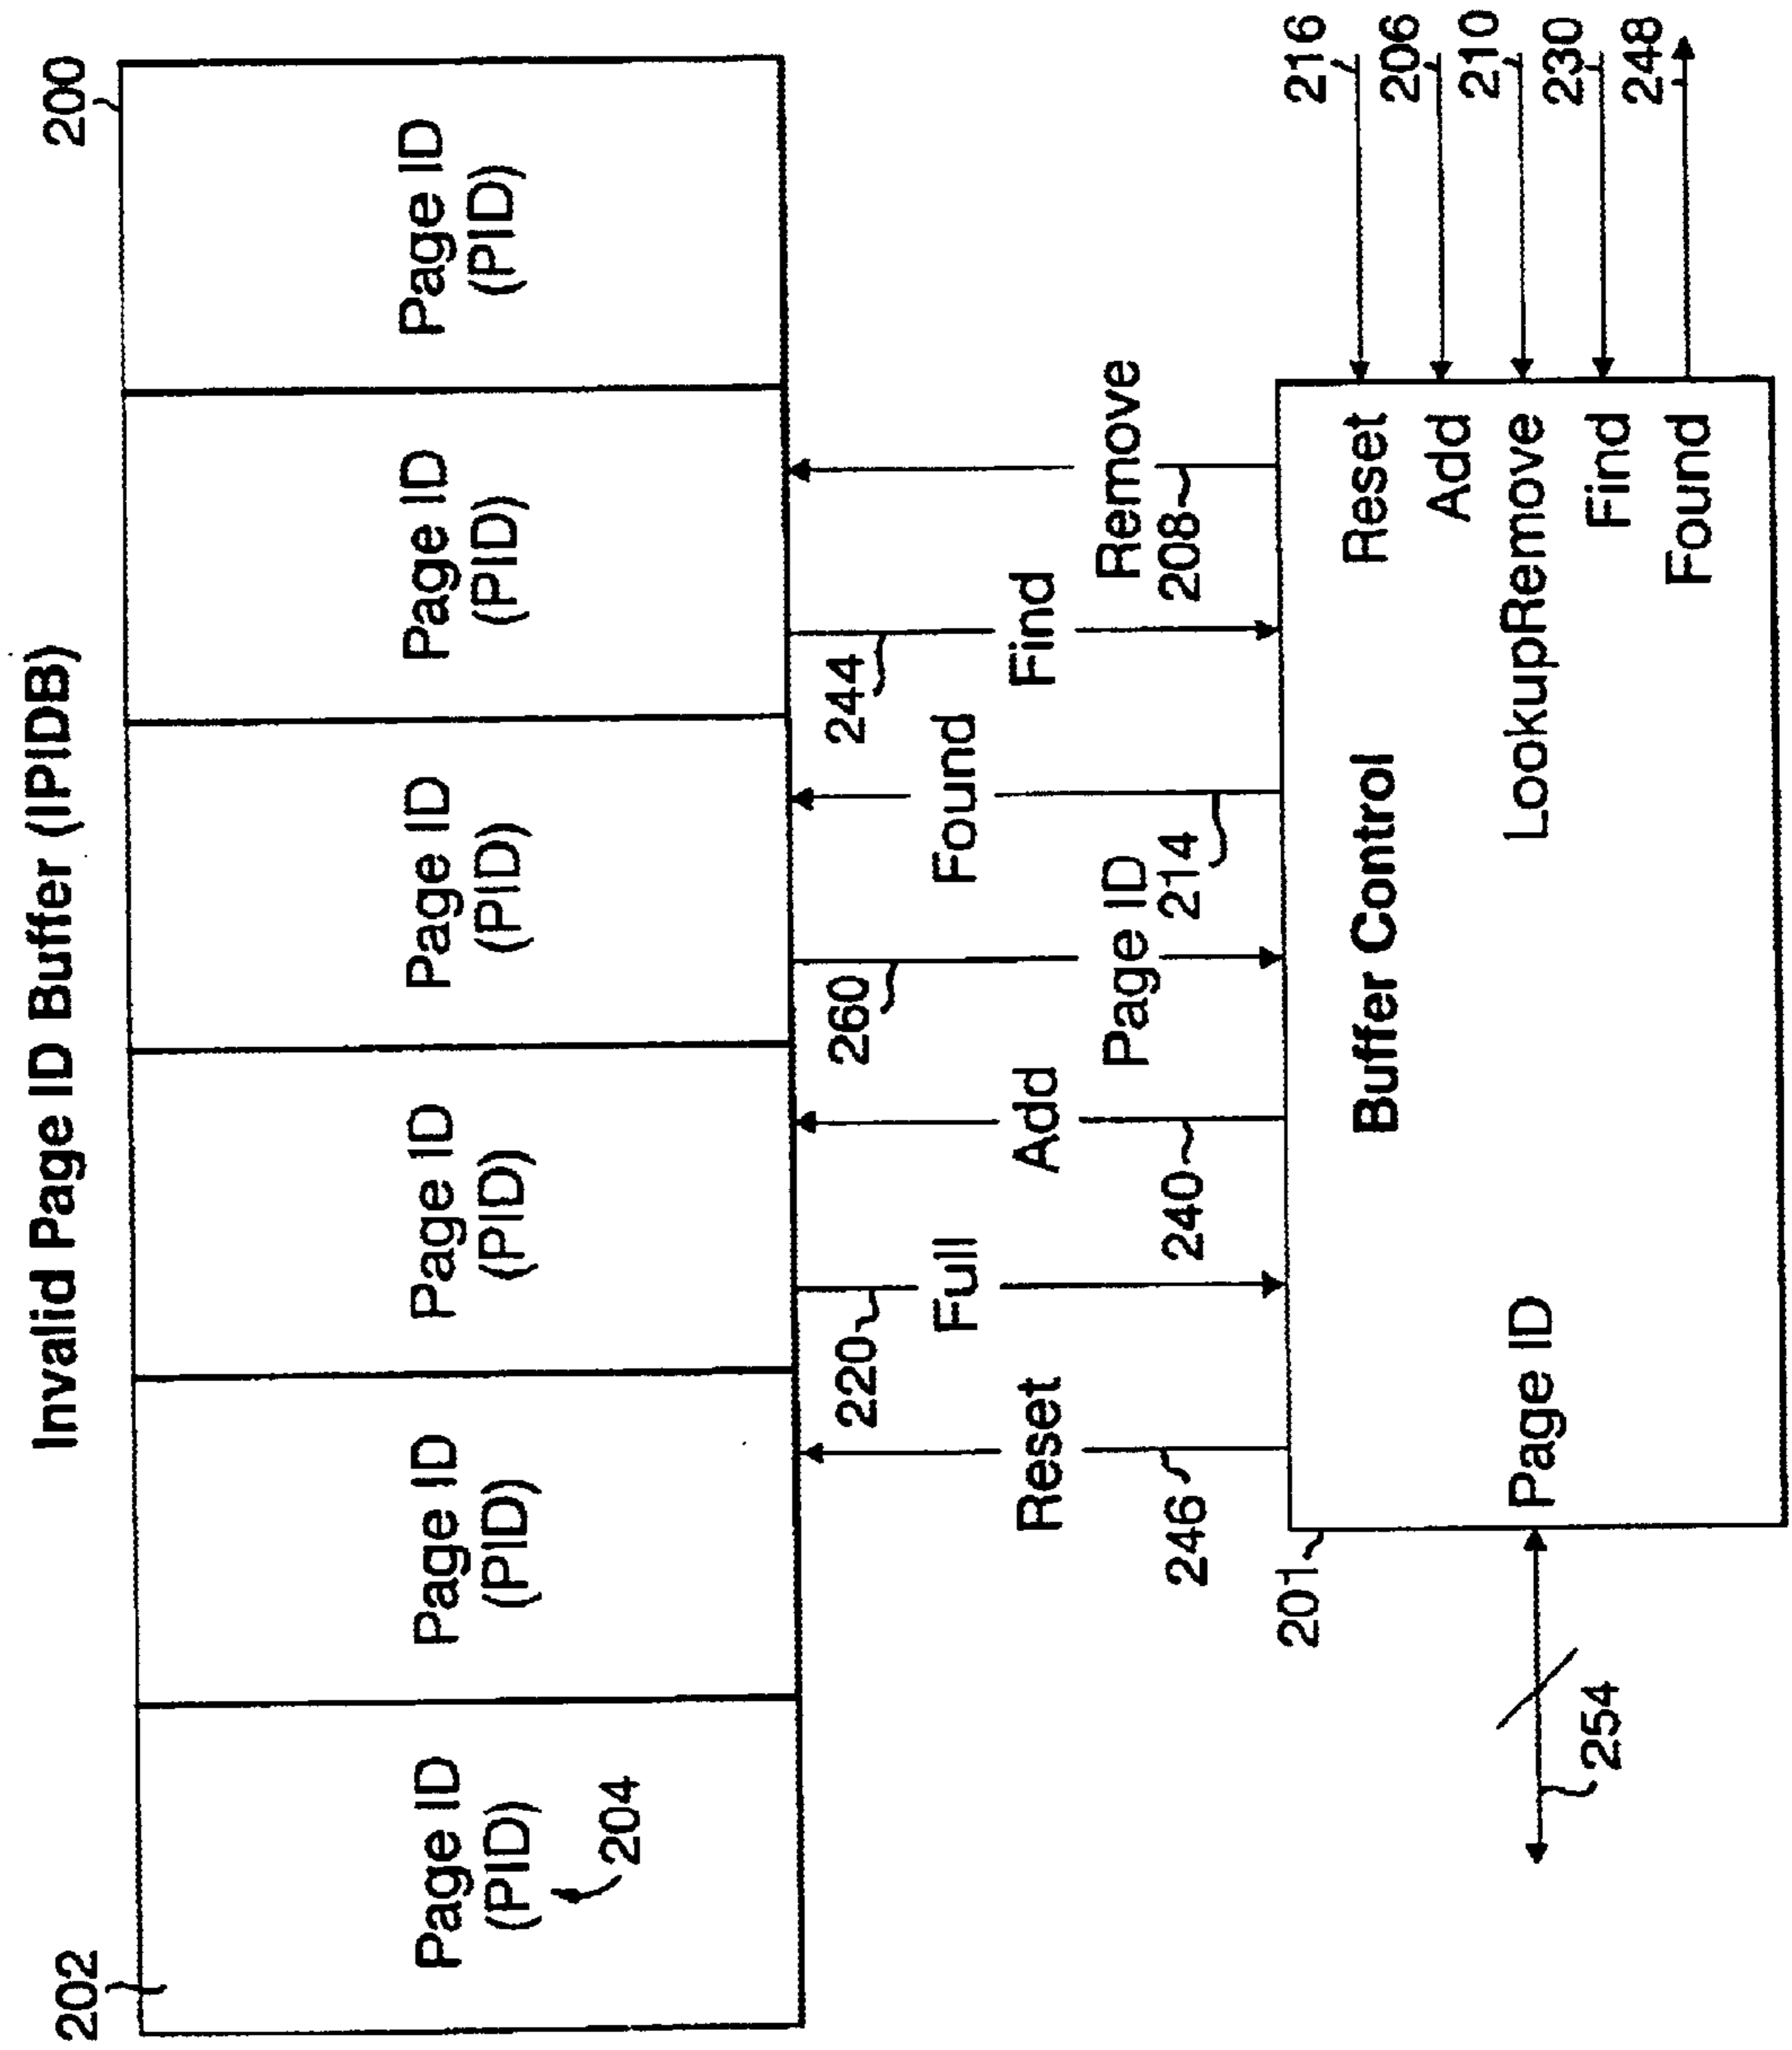 Invalid Page ID Buffer (IPIDB)
200
202
Page ID
(PID)
204
Page ID
(PID)
Page ID
(PID)
Page ID
(PID)
Page ID
(PID)
Page ID
(PID)
220
260
244
Full
Found
Reset
Add
Find
Page ID
Remove
246
240
214
208
201
Buffer Control
Page ID
254
Reset
Add
LookupRemove
Find
Found
216
206
210
230
248